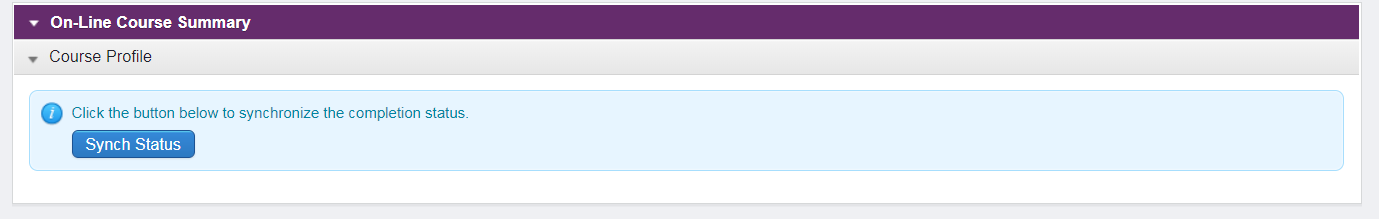 On-Line Course Summary
Course Profile
Click the button below to synchronize the completion status.
Synch Status